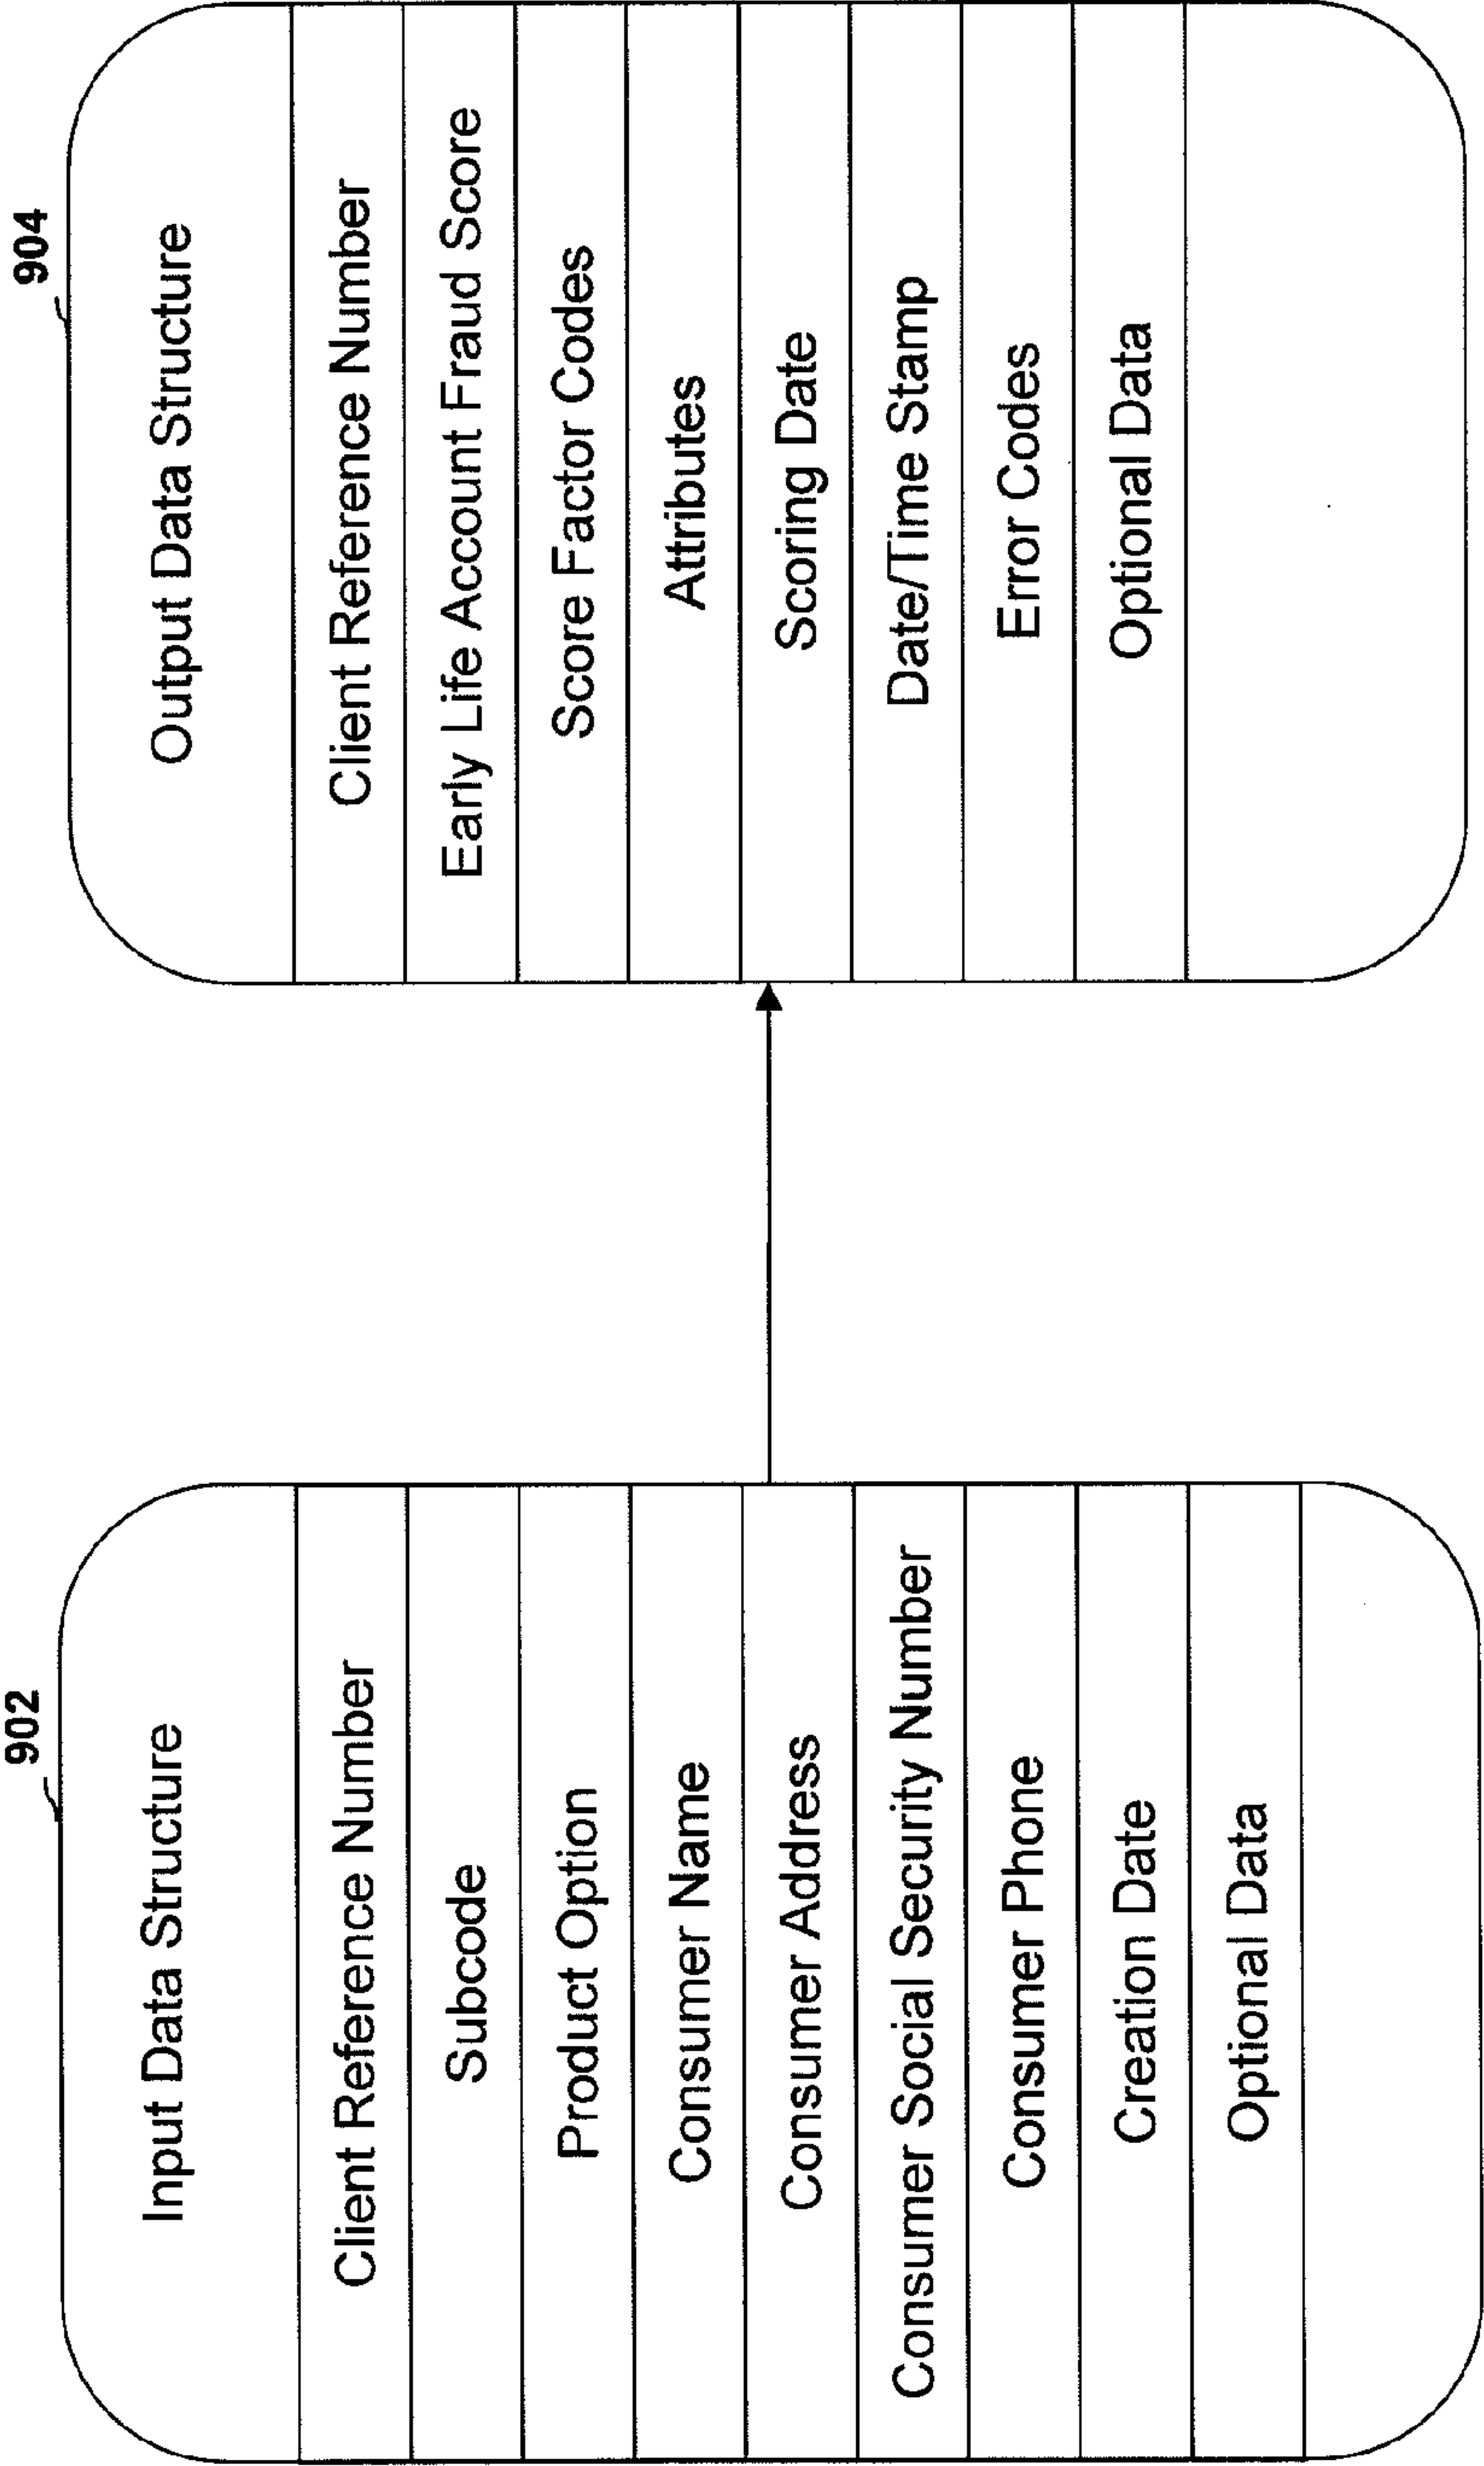 902
Input Data Structure
Client Reference Number
Subcode
Product Option
Consumer Name
Consumer Address
Consumer Social Security Number
Consumer Phone
Creation Date
Optional Data
904
Output Data Structure
Client Reference Number
Early Life Account Fraud Score
Score Factor Codes
Attributes
Scoring Date
Date/Time Stamp
Error Codes
Optional Data